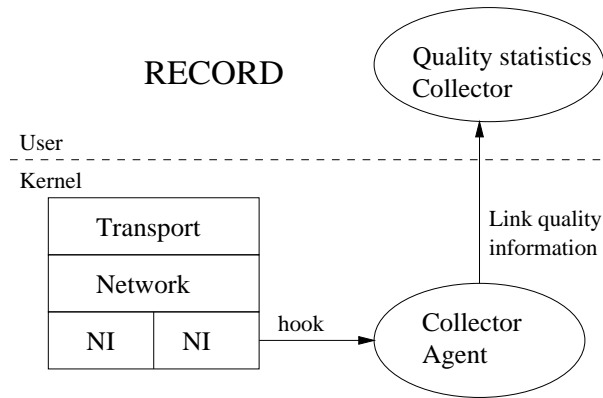 RECORD
Quality statistics
Collector
User
Kernel
Transport
Network
NI
NI
hook
Link quality
information
Collector
Agent